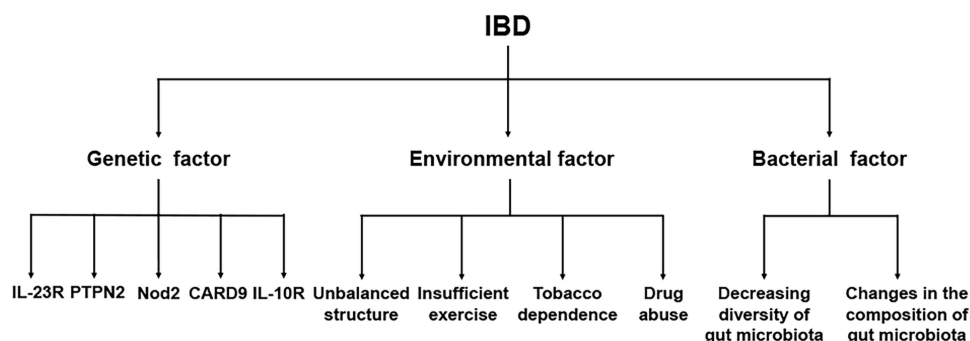 IBD
Genetic factor
Environmental factor
Bacterial factor
IL-23R
PTPN2
Nod2
CARD9
IL-10R
Unbalanced
structure
Insufficient
exercise
Tobacco
dependence
Drug
abuse
Decreasing
diversity of
gut microbiota
Changes in the
composition of
gut microbiota